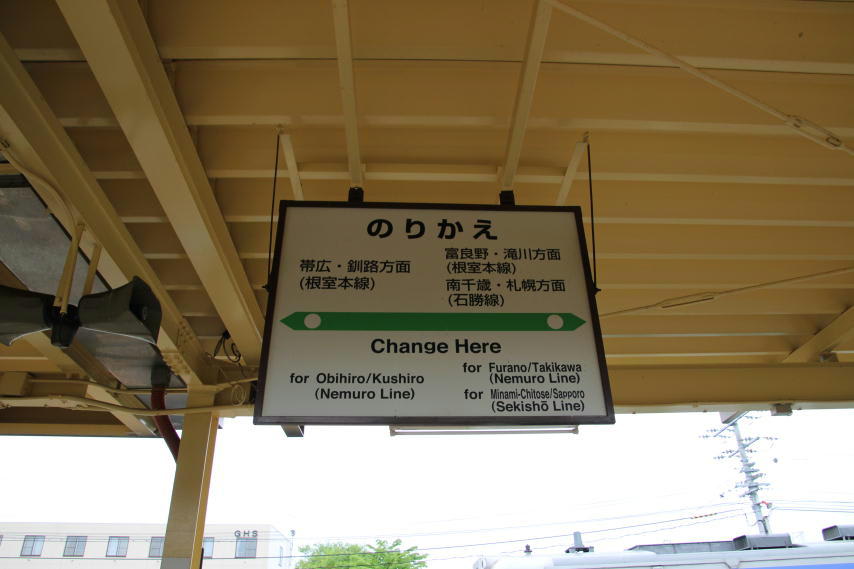 のりかえ
帯広・釧路方面
(根室本線)
富良野・滝川方面
(根室本線)
南千歳・札幌方面
(石勝線)
Change Here
for Obihiro/Kushiro
(Nemuro Line)
for Furano/Takikawa
(Nemuro Line)
for Minami-Chitose/Sapporo
(Sekishō Line)
GHS